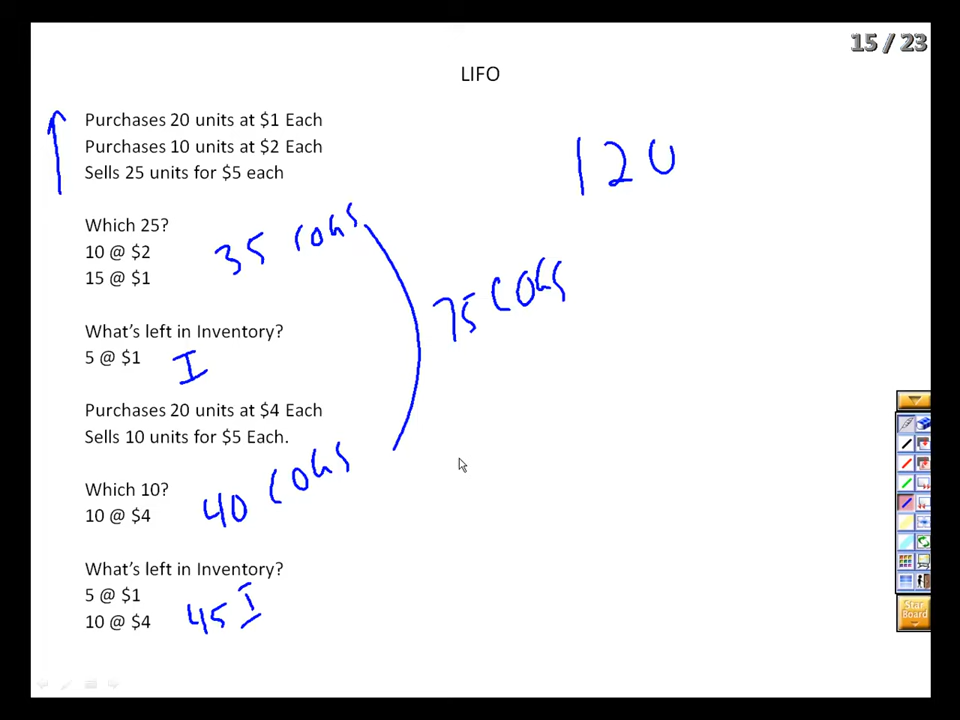 15 / 23
LIFO
Purchases 20 units at $1 Each
Purchases 10 units at $2 Each
Sells 25 units for $5 each
120
Which 25?
10 @ $2
15 @ $1
35 COGS
75 COGS
What's left in Inventory?
5 @ $1
I
Purchases 20 units at $4 Each
Sells 10 units for $5 Each.
Which 10?
10 @ $4
40 COGS
What's left in Inventory?
5 @ $1
10 @ $4
45 I
Star
Board